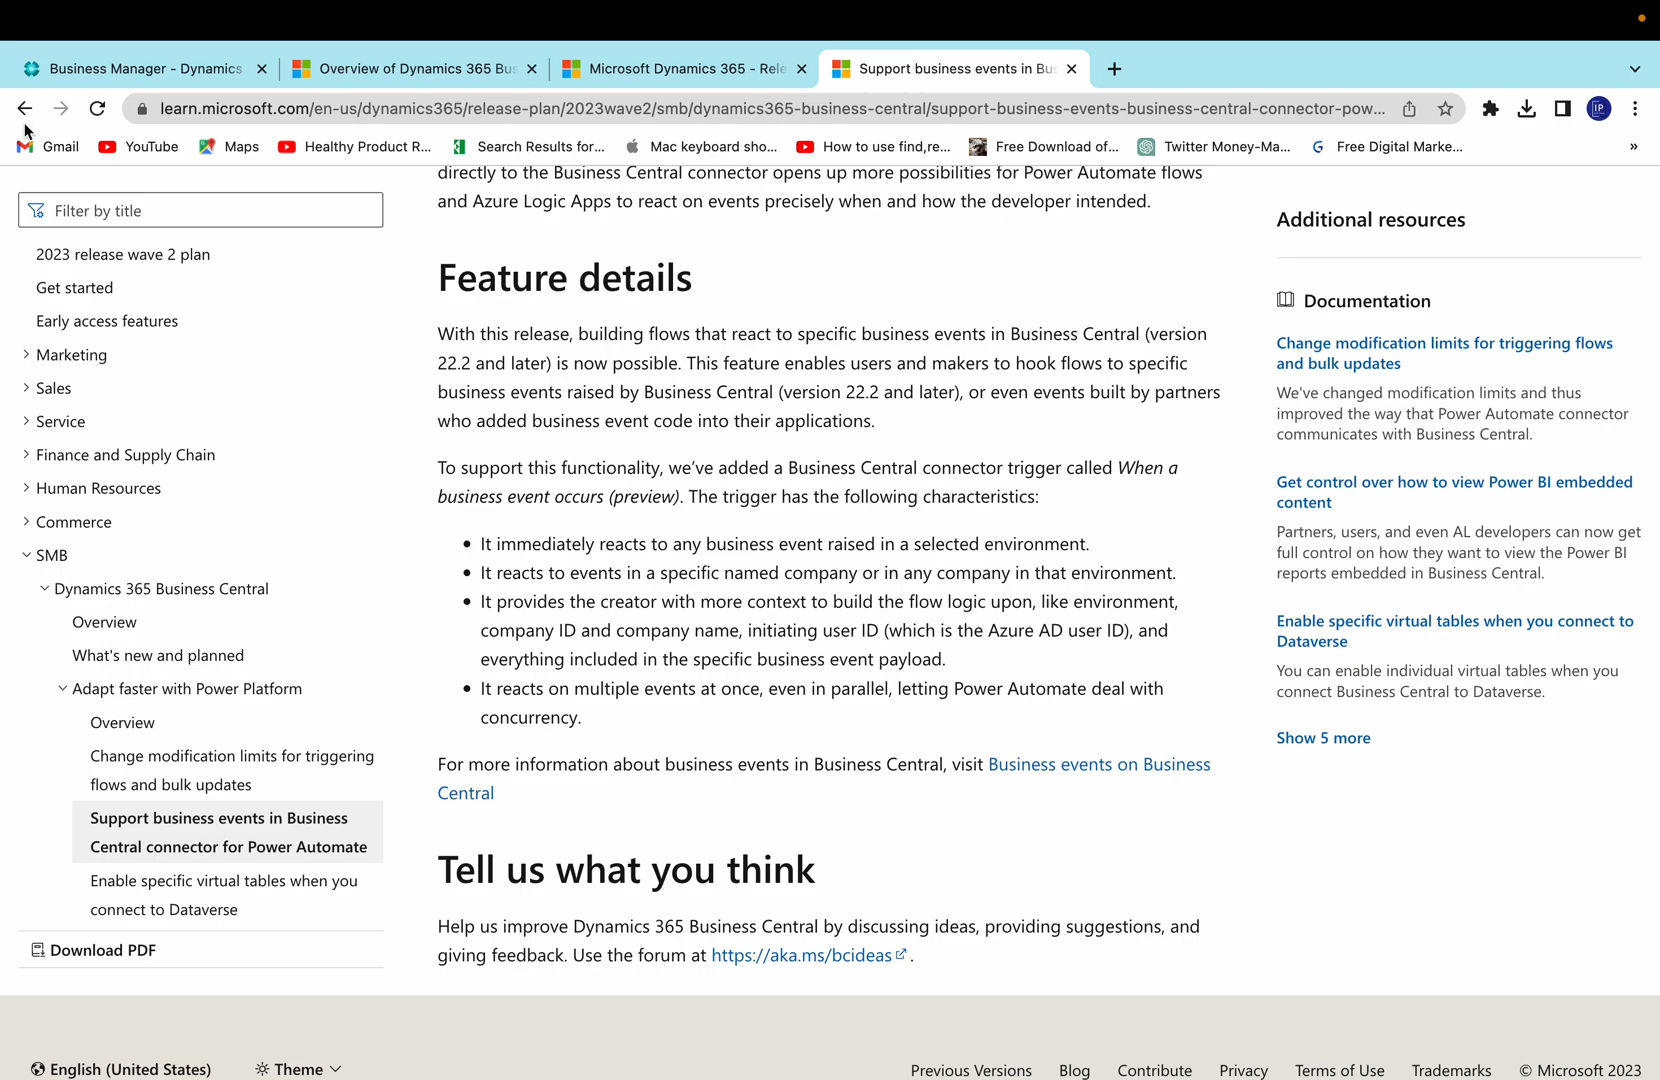 Business Manager - Dynamics
Overview of Dynamics 365 Bus
Microsoft Dynamics 365 - Rele
Support business events in Bus
learn.microsoft.com/en-us/dynamics365/release-plan/2023wave2/smb/dynamics365-business-central/support-business-events-business-central-connector-pow...
IP
Gmail
YouTube
Maps
Healthy Product R...
Search Results for...
Mac keyboard sho...
How to use find,re...
Free Download of...
Twitter Money-Ma...
Free Digital Marke...
»
Filter by title
2023 release wave 2 plan
Get started
Early access features
Marketing
Sales
Service
Finance and Supply Chain
Human Resources
Commerce
SMB
Dynamics 365 Business Central
Overview
What's new and planned
Adapt faster with Power Platform
Overview
Change modification limits for triggering
flows and bulk updates
Support business events in Business
Central connector for Power Automate
Enable specific virtual tables when you
connect to Dataverse
Download PDF
directly to the Business Central connector opens up more possibilities for Power Automate flows
and Azure Logic Apps to react on events precisely when and how the developer intended.
Feature details
With this release, building flows that react to specific business events in Business Central (version
22.2 and later) is now possible. This feature enables users and makers to hook flows to specific
business events raised by Business Central (version 22.2 and later), or even events built by partners
who added business event code into their applications.
To support this functionality, we’ve added a Business Central connector trigger called When a
business event occurs (preview). The trigger has the following characteristics:
• It immediately reacts to any business event raised in a selected environment.
• It reacts to events in a specific named company or in any company in that environment.
• It provides the creator with more context to build the flow logic upon, like environment,
company ID and company name, initiating user ID (which is the Azure AD user ID), and
everything included in the specific business event payload.
• It reacts on multiple events at once, even in parallel, letting Power Automate deal with
concurrency.
For more information about business events in Business Central, visit Business events on Business
Central
Tell us what you think
Help us improve Dynamics 365 Business Central by discussing ideas, providing suggestions, and
giving feedback. Use the forum at https://aka.ms/bcideas .
Additional resources
Documentation
Change modification limits for triggering flows
and bulk updates
We've changed modification limits and thus
improved the way that Power Automate connector
communicates with Business Central.
Get control over how to view Power BI embedded
content
Partners, users, and even AL developers can now get
full control on how they want to view the Power BI
reports embedded in Business Central.
Enable specific virtual tables when you connect to
Dataverse
You can enable individual virtual tables when you
connect Business Central to Dataverse.
Show 5 more
English (United States)
Theme
Previous Versions
Blog
Contribute
Privacy
Terms of Use
Trademarks
© Microsoft 2023